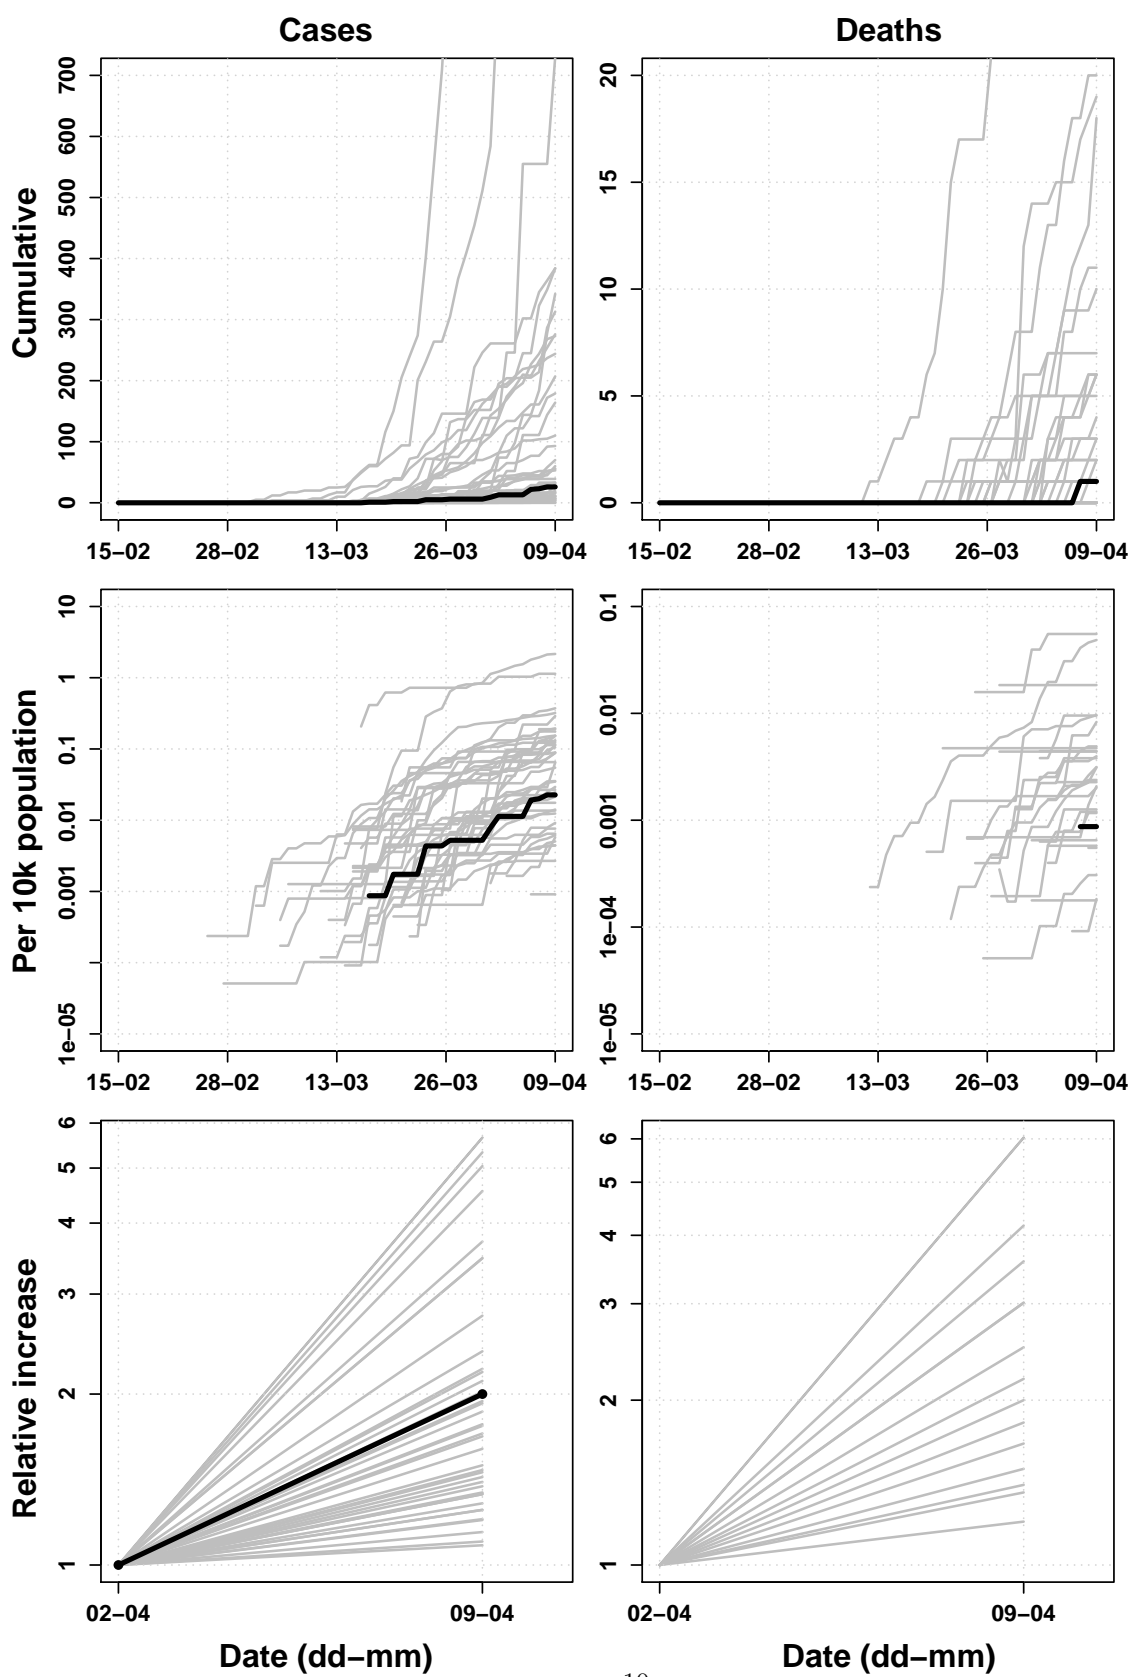 Cases
Deaths
Cumulative
0 100 200 300 400 500 600 700
15−02 28−02 13−03 26−03 09−04
0 5 10 15 20
15−02 28−02 13−03 26−03 09−04
Per 10k population
1e−05 0.001 0.01 0.1 1 10
15−02 28−02 13−03 26−03 09−04
1e−05 1e−04 0.001 0.01 0.1
15−02 28−02 13−03 26−03 09−04
Relative increase
1 2 3 4 5 6
02−04 09−04
1 2 3 4 5 6
02−04 09−04
Date (dd−mm)
Date (dd−mm)